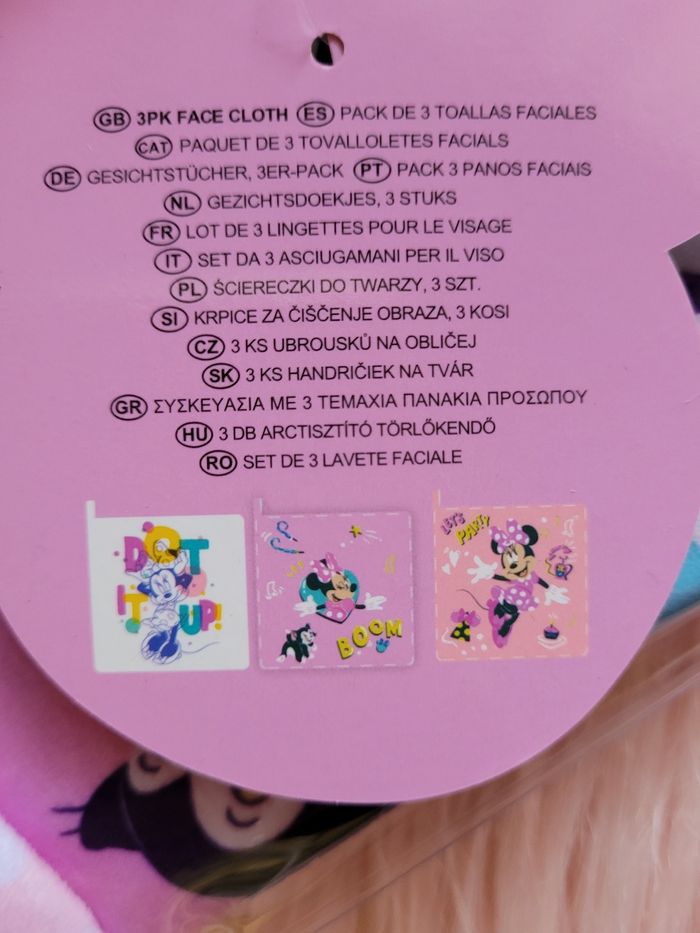 GB 3PK FACE CLOTH ES PACK DE 3 TOALLAS FACIALES
CAT PAQUET DE 3 TOVALLOLETES FACIALS
DE GESICHTSTÜCHER, 3ER-PACK PT PACK 3 PANOS FACIAIS
NL GEZICHTSDOEKJES, 3 STUKS
FR LOT DE 3 LINGETTES POUR LE VISAGE
IT SET DA 3 ASCIUGAMANI PER IL VISO
PL ŚCIERECZKI DO TWARZY, 3 SZT.
SI KRPICE ZA ČIŠČENJE OBRAZA, 3 KOSI
CZ 3 KS UBROUSKŮ NA OBLIČEJ
SK 3 KS HANDRIČIEK NA TVÁR
GR ΣΥΣΚΕΥΑΣΙΑ ΜΕ 3 ΤΕΜΑΧΙΑ ΠΑΝΑΚΙΑ ΠΡΟΣΩΠΟΥ
HU 3 DB ARCTISZTÍTÓ TÖRLŐKENDŐ
RO SET DE 3 LAVETE FACIALE
DOT
IT UP!
BOOM
LET'S
PARTY